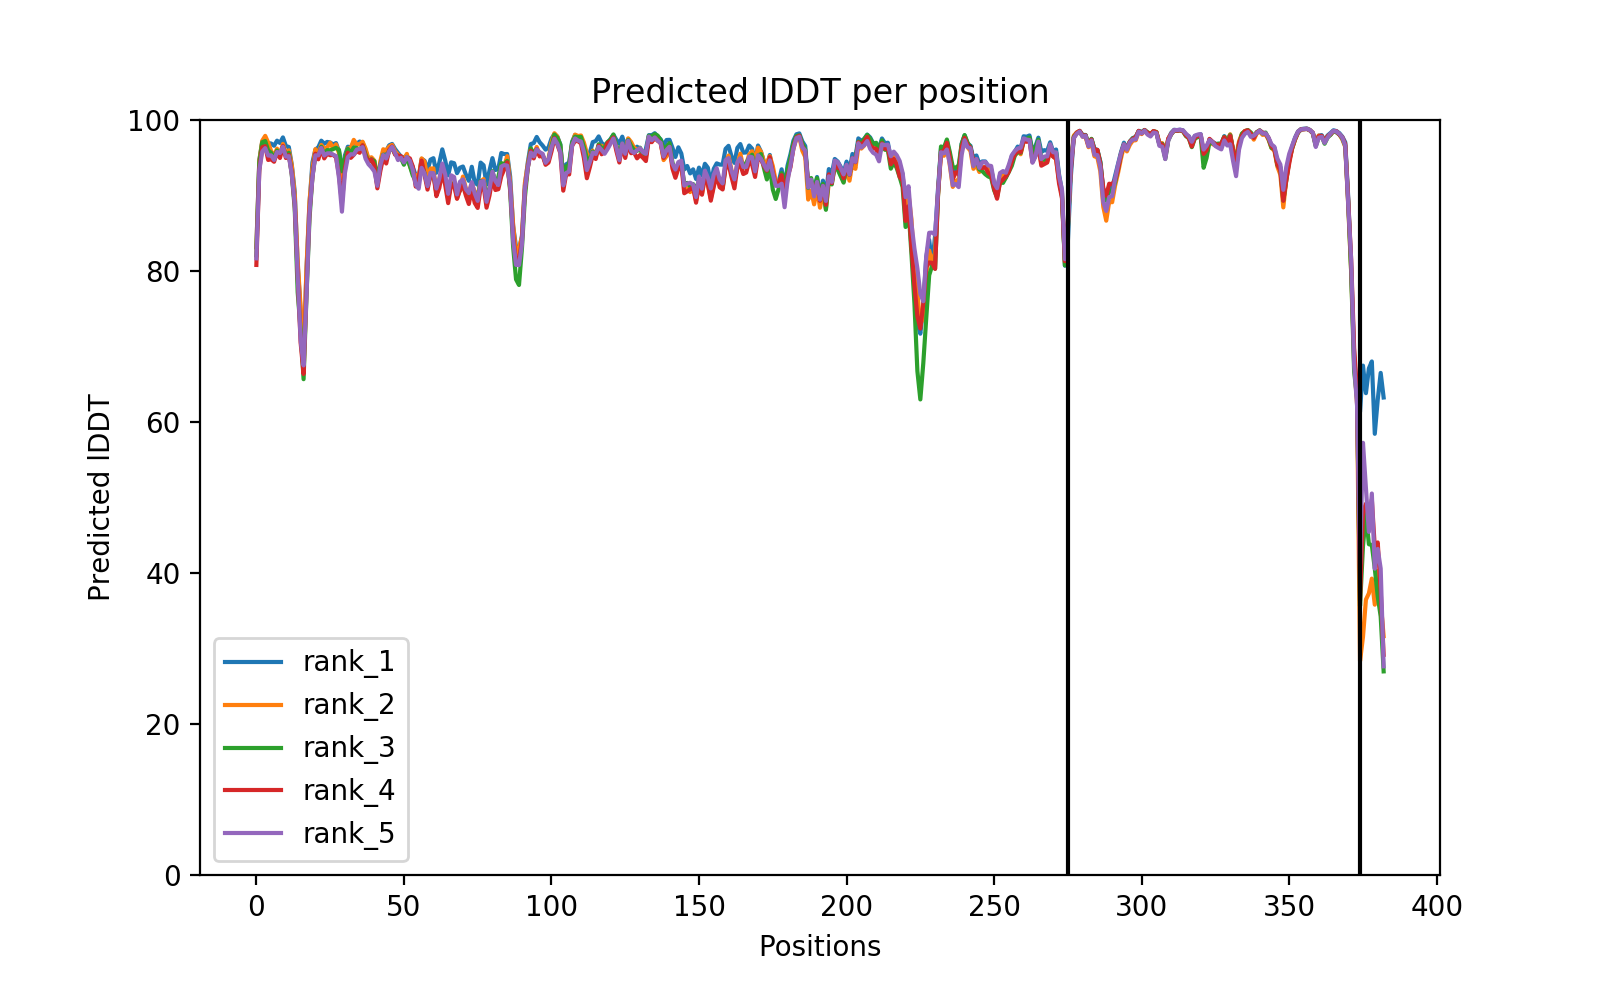 Predicted lDDT per position
100
80
60
40
20
0
Predicted lDDT
rank_1
rank_2
rank_3
rank_4
rank_5
0 50 100 150 200 250 300 350 400
Positions